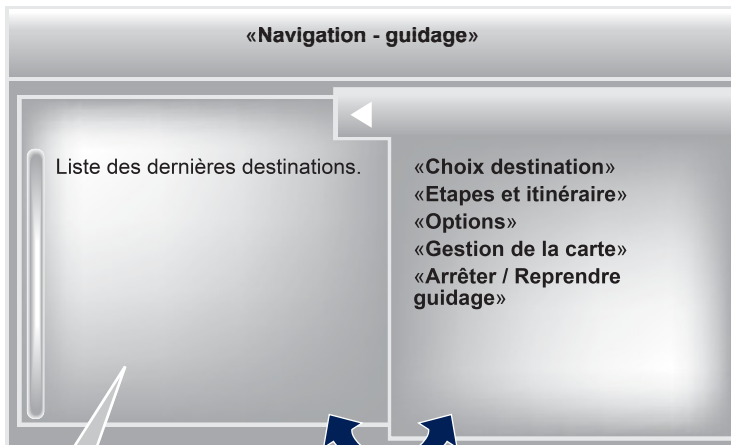 «Navigation - guidage»
Liste des dernières destinations.
«Choix destination»
«Etapes et itinéraire»
«Options»
«Gestion de la carte»
«Arrêter / Reprendre
guidage»